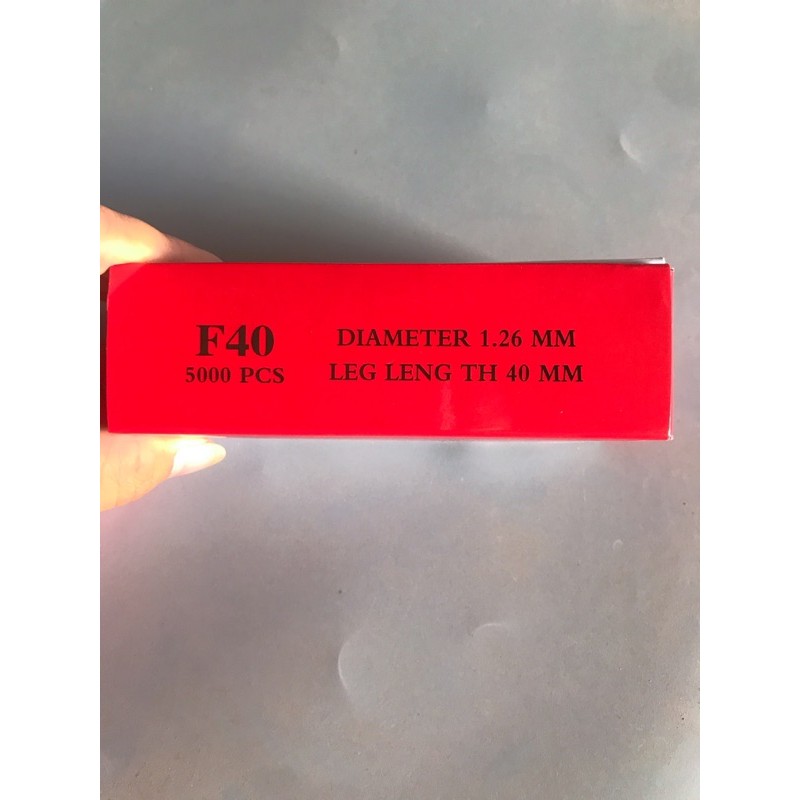 F40
5000 PCS
DIAMETER 1.26 MM
LEG LENG TH 40 MM